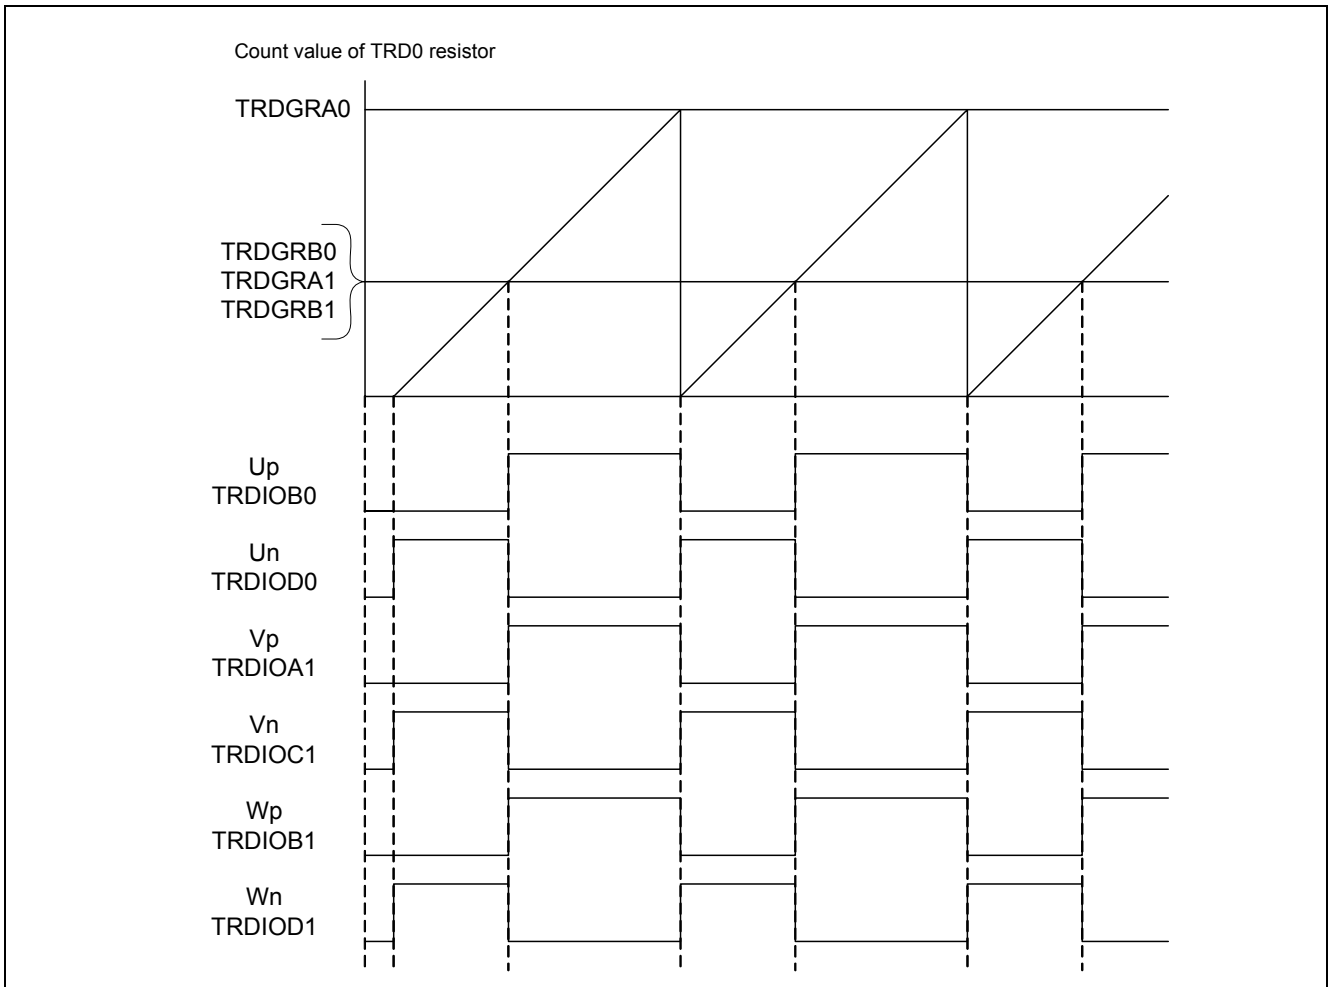 Count value of TRD0 resistor
TRDGRA0
TRDGRB0
TRDGRA1
TRDGRB1
Up
TRDIOB0
Un
TRDIOD0
Vp
TRDIOA1
Vn
TRDIOC1
Wp
TRDIOB1
Wn
TRDIOD1